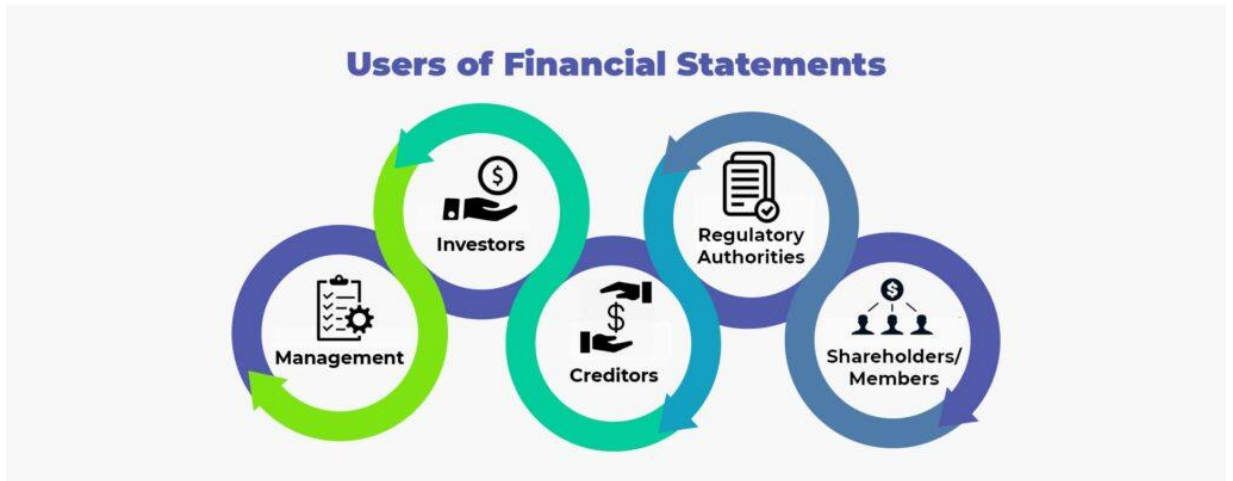 Users of Financial Statements
Management
Investors
Creditors
Regulatory
Authorities
Shareholders/
Members